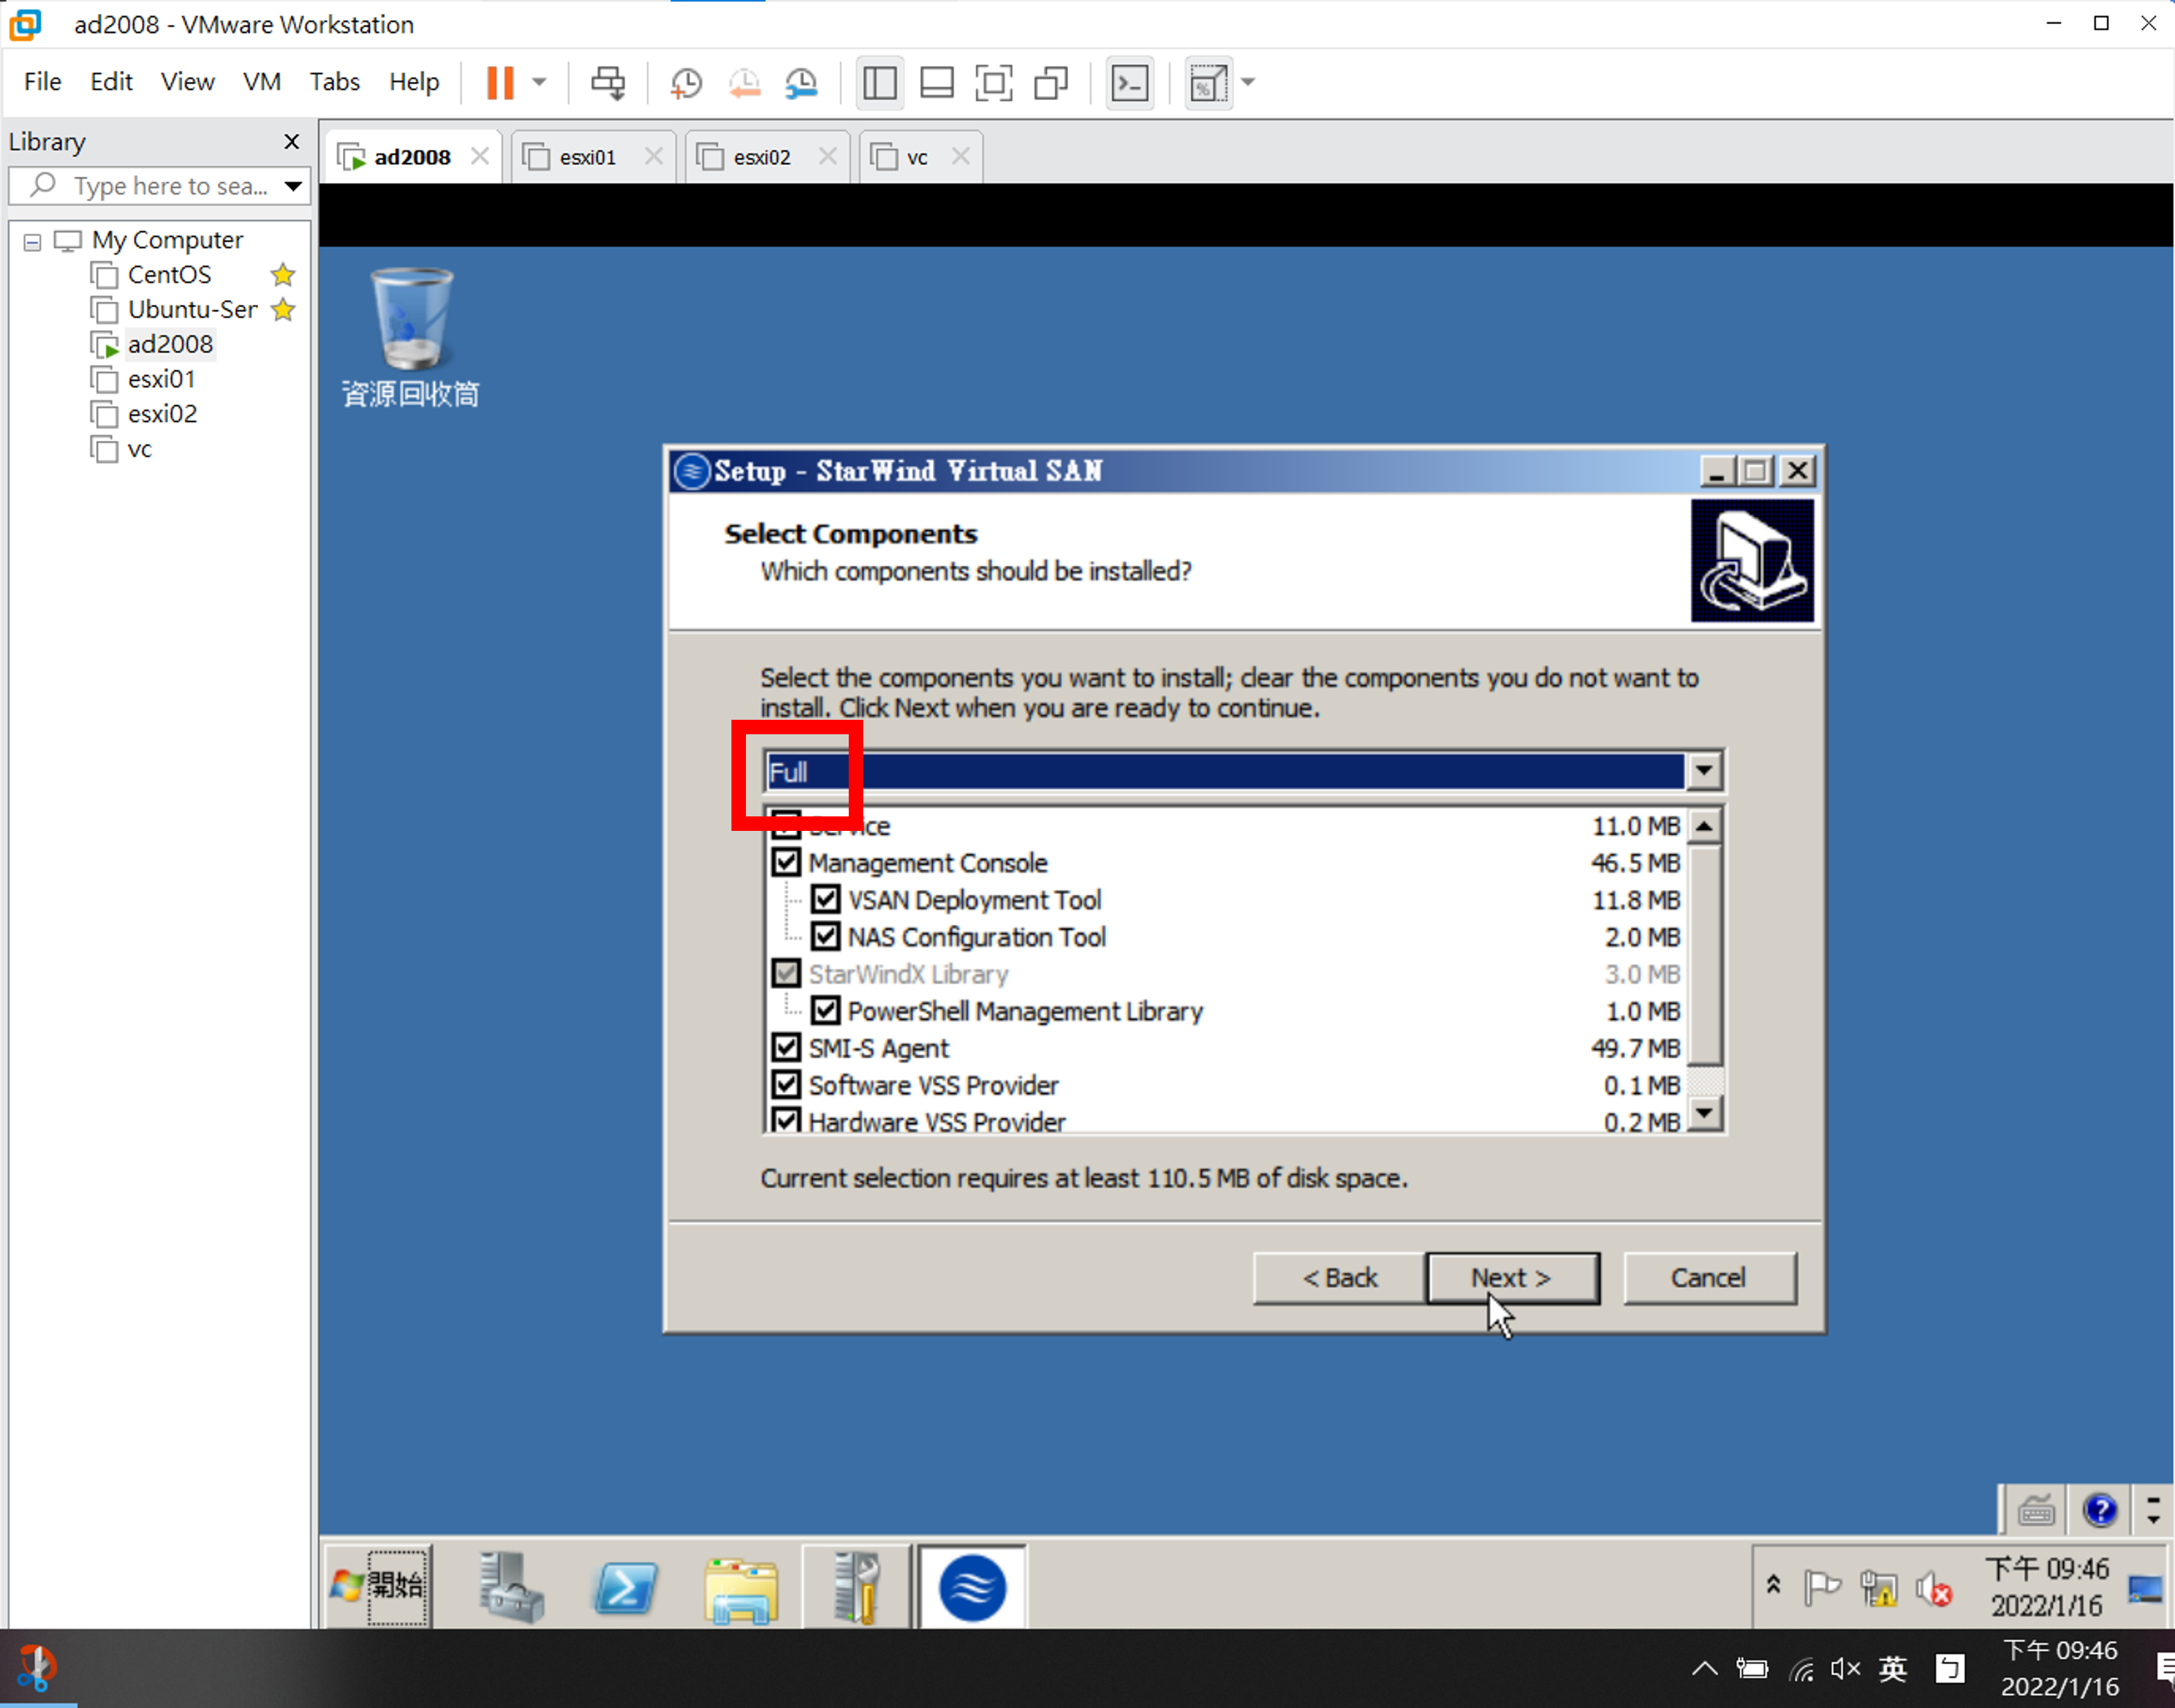 ad2008 - VMware Workstation
File Edit View VM Tabs Help
Library
Type here to sea...
ad2008
esxi01
esxi02
vc
My Computer
CentOS
Ubuntu-Ser
ad2008
esxi01
esxi02
vc
資源回收筒
Setup - StarWind Virtual SAN
Select Components
Which components should be installed?
Select the components you want to install; clear the components you do not want to
install. Click Next when you are ready to continue.
Full
Service 11.0 MB
Management Console 46.5 MB
VSAN Deployment Tool 11.8 MB
NAS Configuration Tool 2.0 MB
StarWindX Library 3.0 MB
PowerShell Management Library 1.0 MB
SMI-S Agent 49.7 MB
Software VSS Provider 0.1 MB
Hardware VSS Provider 0.2 MB
Current selection requires at least 110.5 MB of disk space.
< Back Next > Cancel
開始
下午 09:46
2022/1/16
英
下午 09:46
2022/1/16